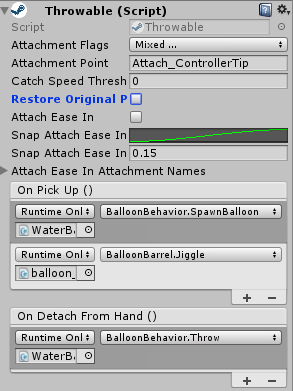 Throwable (Script)
Script Throwable
Attachment Flags Mixed ...
Attachment Point Attach_ControllerTip
Catch Speed Thresh 0
Restore Original P
Attach Ease In
Snap Attach Ease In
Snap Attach Ease In 0.15
Attach Ease In Attachment Names
On Pick Up ()
Runtime Onl BalloonBehavior.SpawnBalloon
WaterBa
Runtime Onl BalloonBarrel.Jiggle
balloon_
+ −
On Detach From Hand ()
Runtime Onl BalloonBehavior.Throw
WaterBa
+ −